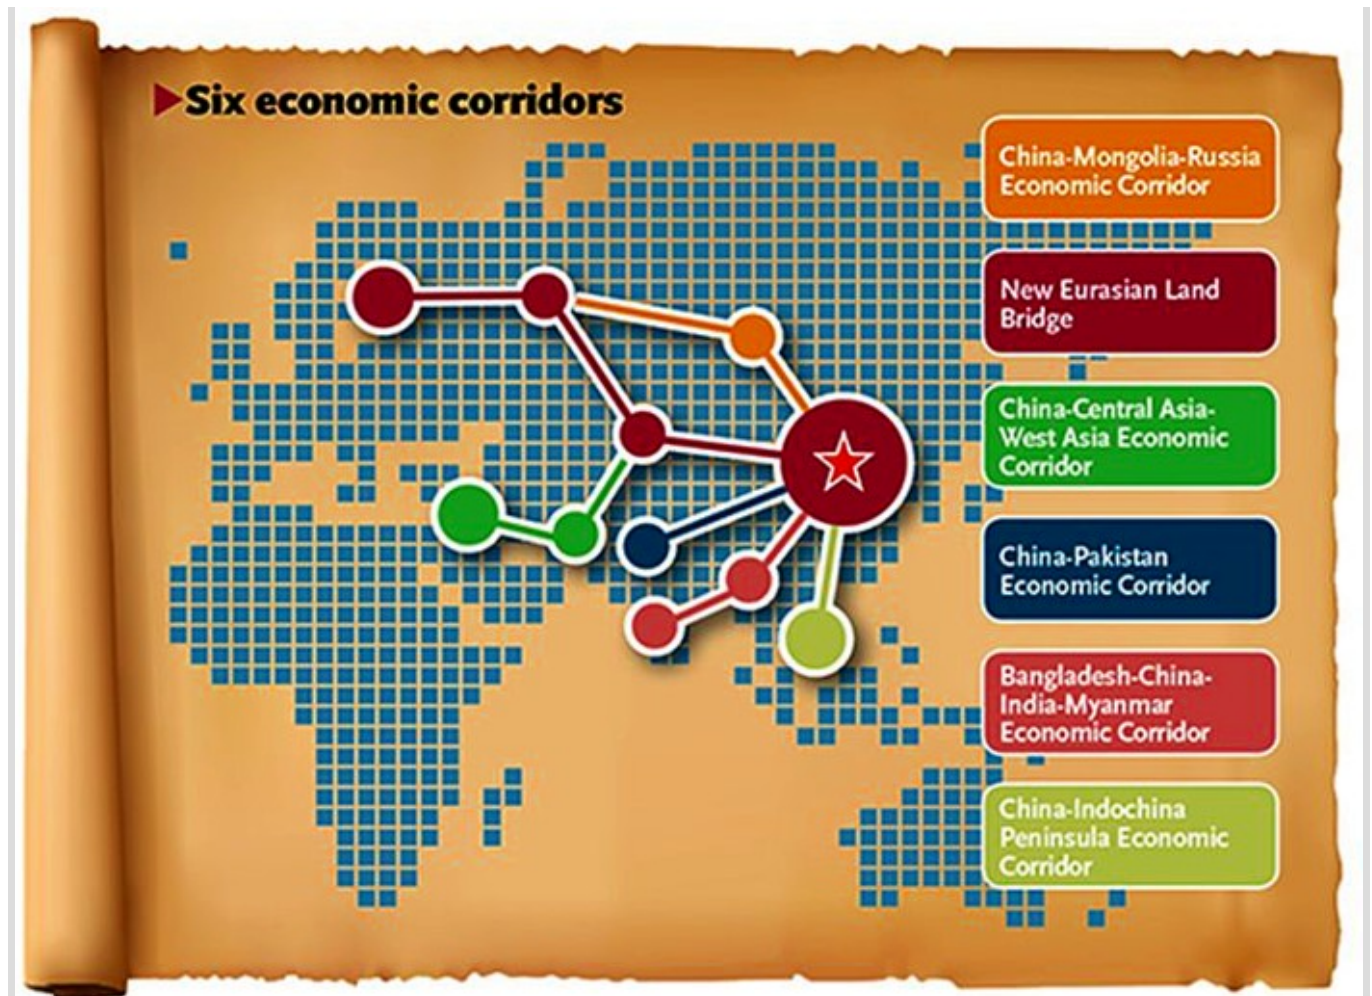 Six economic corridors
China-Mongolia-Russia
Economic Corridor
New Eurasian Land
Bridge
China-Central Asia-
West Asia Economic
Corridor
China-Pakistan
Economic Corridor
Bangladesh-China-
India-Myanmar
Economic Corridor
China-Indochina
Peninsula Economic
Corridor